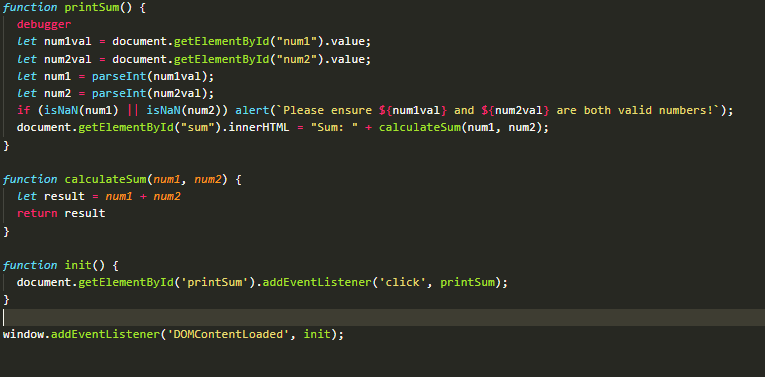 function printSum() {
debugger
let num1val = document.getElementById("num1").value;
let num2val = document.getElementById("num2").value;
let num1 = parseInt(num1val);
let num2 = parseInt(num2val);
if (isNaN(num1) || isNaN(num2)) alert(`Please ensure ${num1val} and ${num2val} are both valid numbers!`);
document.getElementById("sum").innerHTML = "Sum: " + calculateSum(num1, num2);
}
function calculateSum(num1, num2) {
let result = num1 + num2
return result
}
function init() {
document.getElementById('printSum').addEventListener('click', printSum);
}
window.addEventListener('DOMContentLoaded', init);